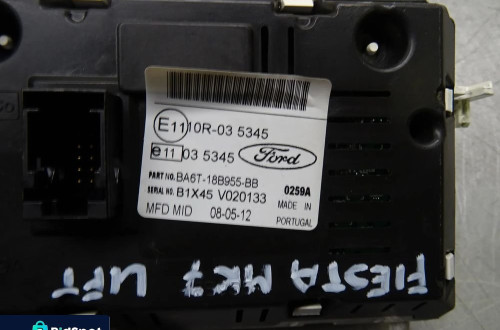 E11 10R-03 5345
e11 03 5345 Ford
PART NO. BA6T-18B955-BB 0259A
SERIAL NO. B1X45 V020133 MADE IN
MFD MID 08-05-12 PORTUGAL
FIESTA MK7 UFT
BidSpot